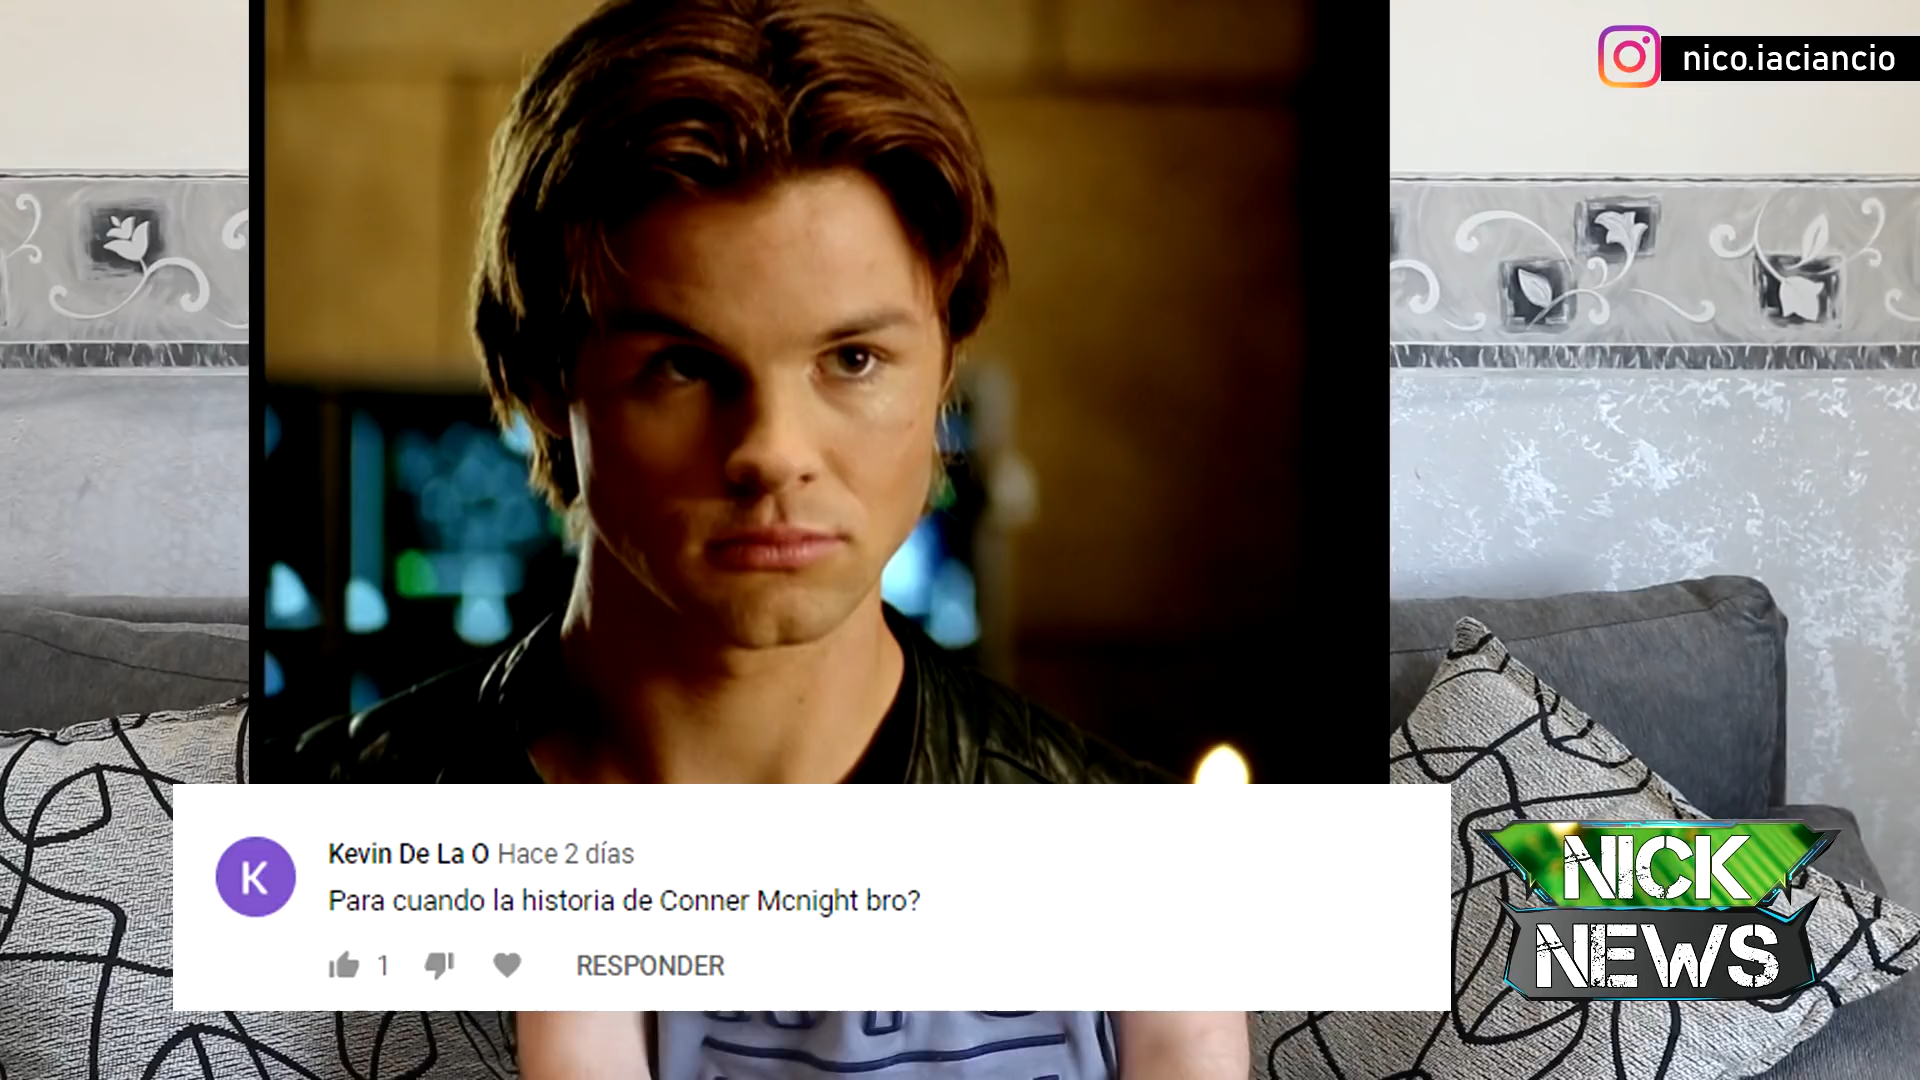 nico.iaciancio
K
Kevin De La O Hace 2 días
Para cuando la historia de Conner Mcnight bro?
1
RESPONDER
NICK
NEWS